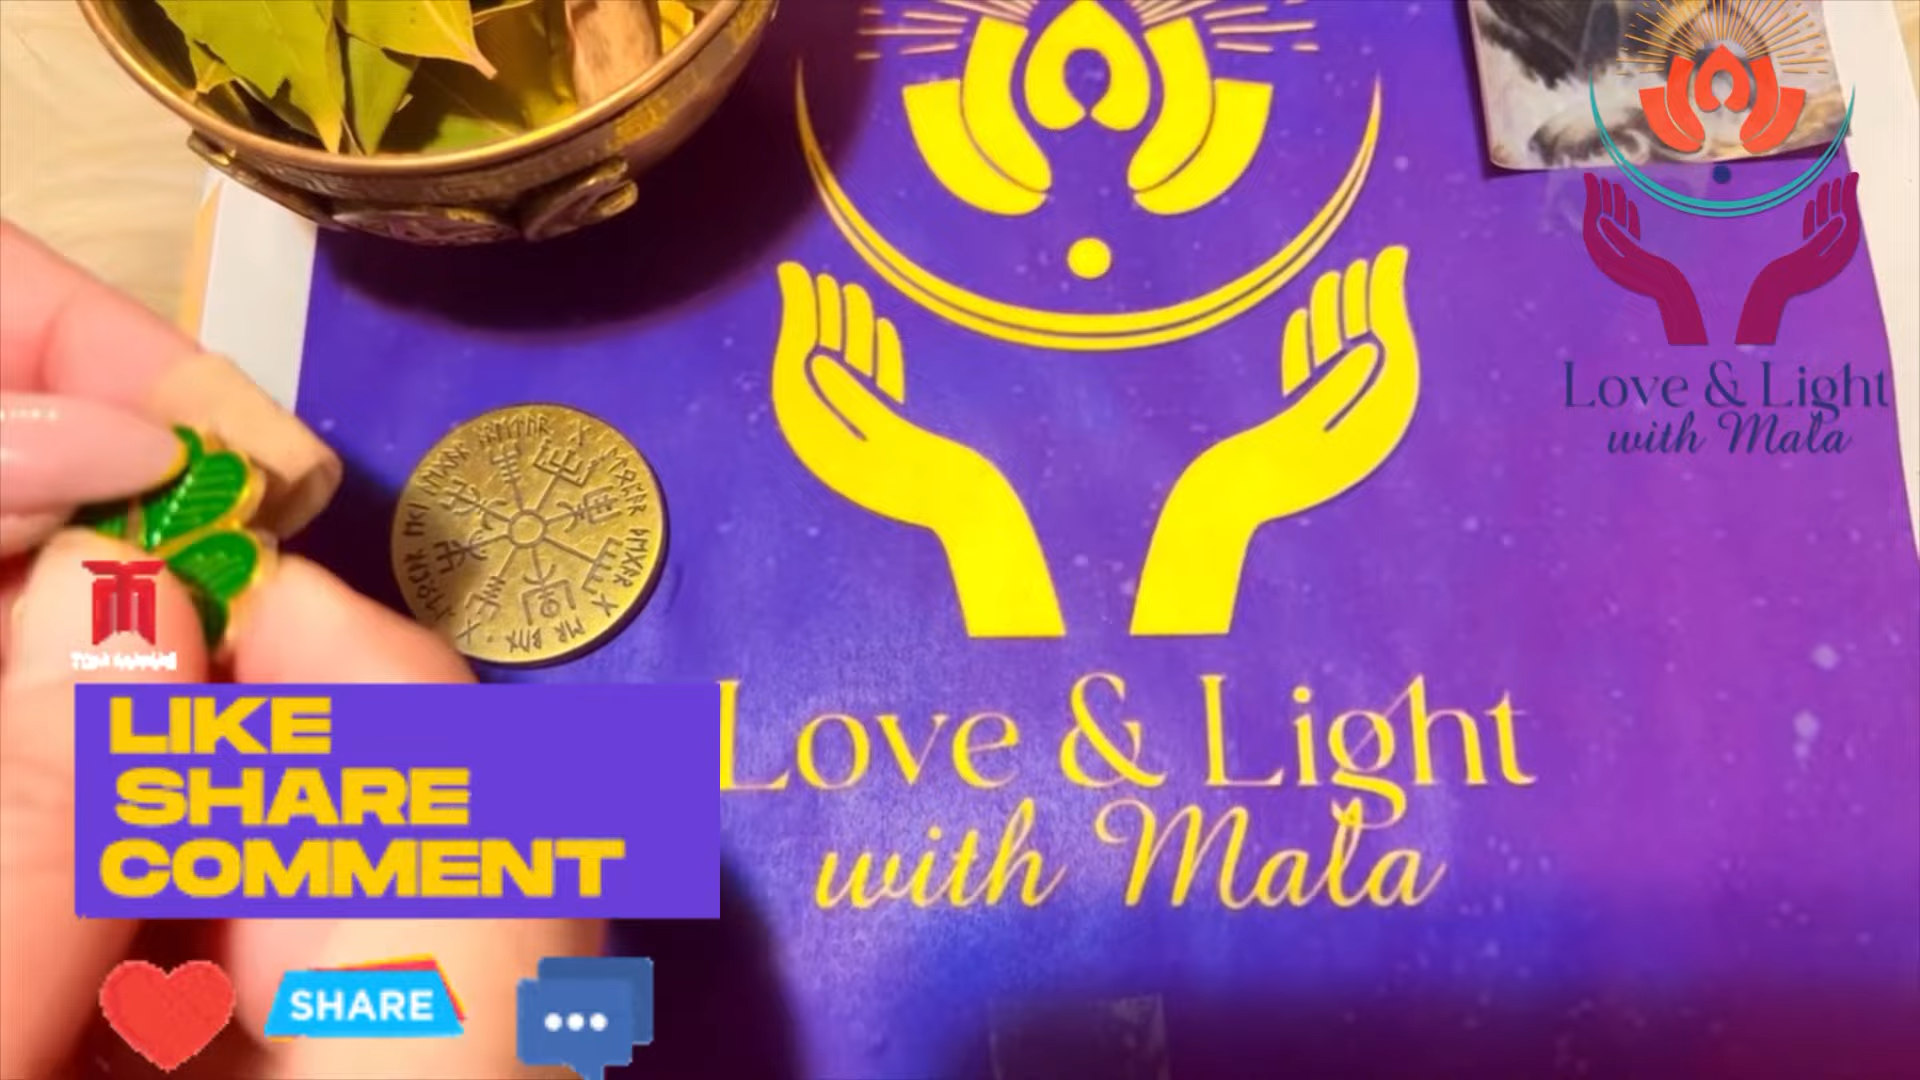 Love & Light
with Mala
LIKE
SHARE
COMMENT
Love & Light
with Mala
SHARE